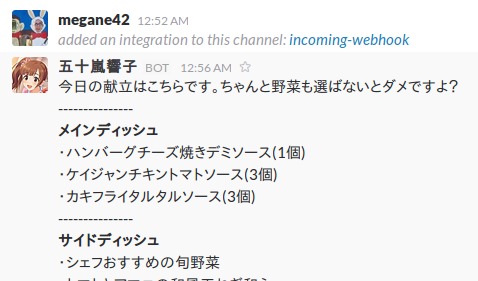 megane42 12:52 AM
added an integration to this channel: incoming-webhook
五十嵐響子 BOT 12:56 AM ☆
今日の献立はこちらです。ちゃんと野菜も選ばないとダメですよ?
---------------
メインディッシュ
・ハンバーグチーズ焼きデミソース(1個)
・ケイジャンチキントマトソース(3個)
・カキフライタルタルソース(3個)
---------------
サイドディッシュ
・シェフおすすめの旬野菜